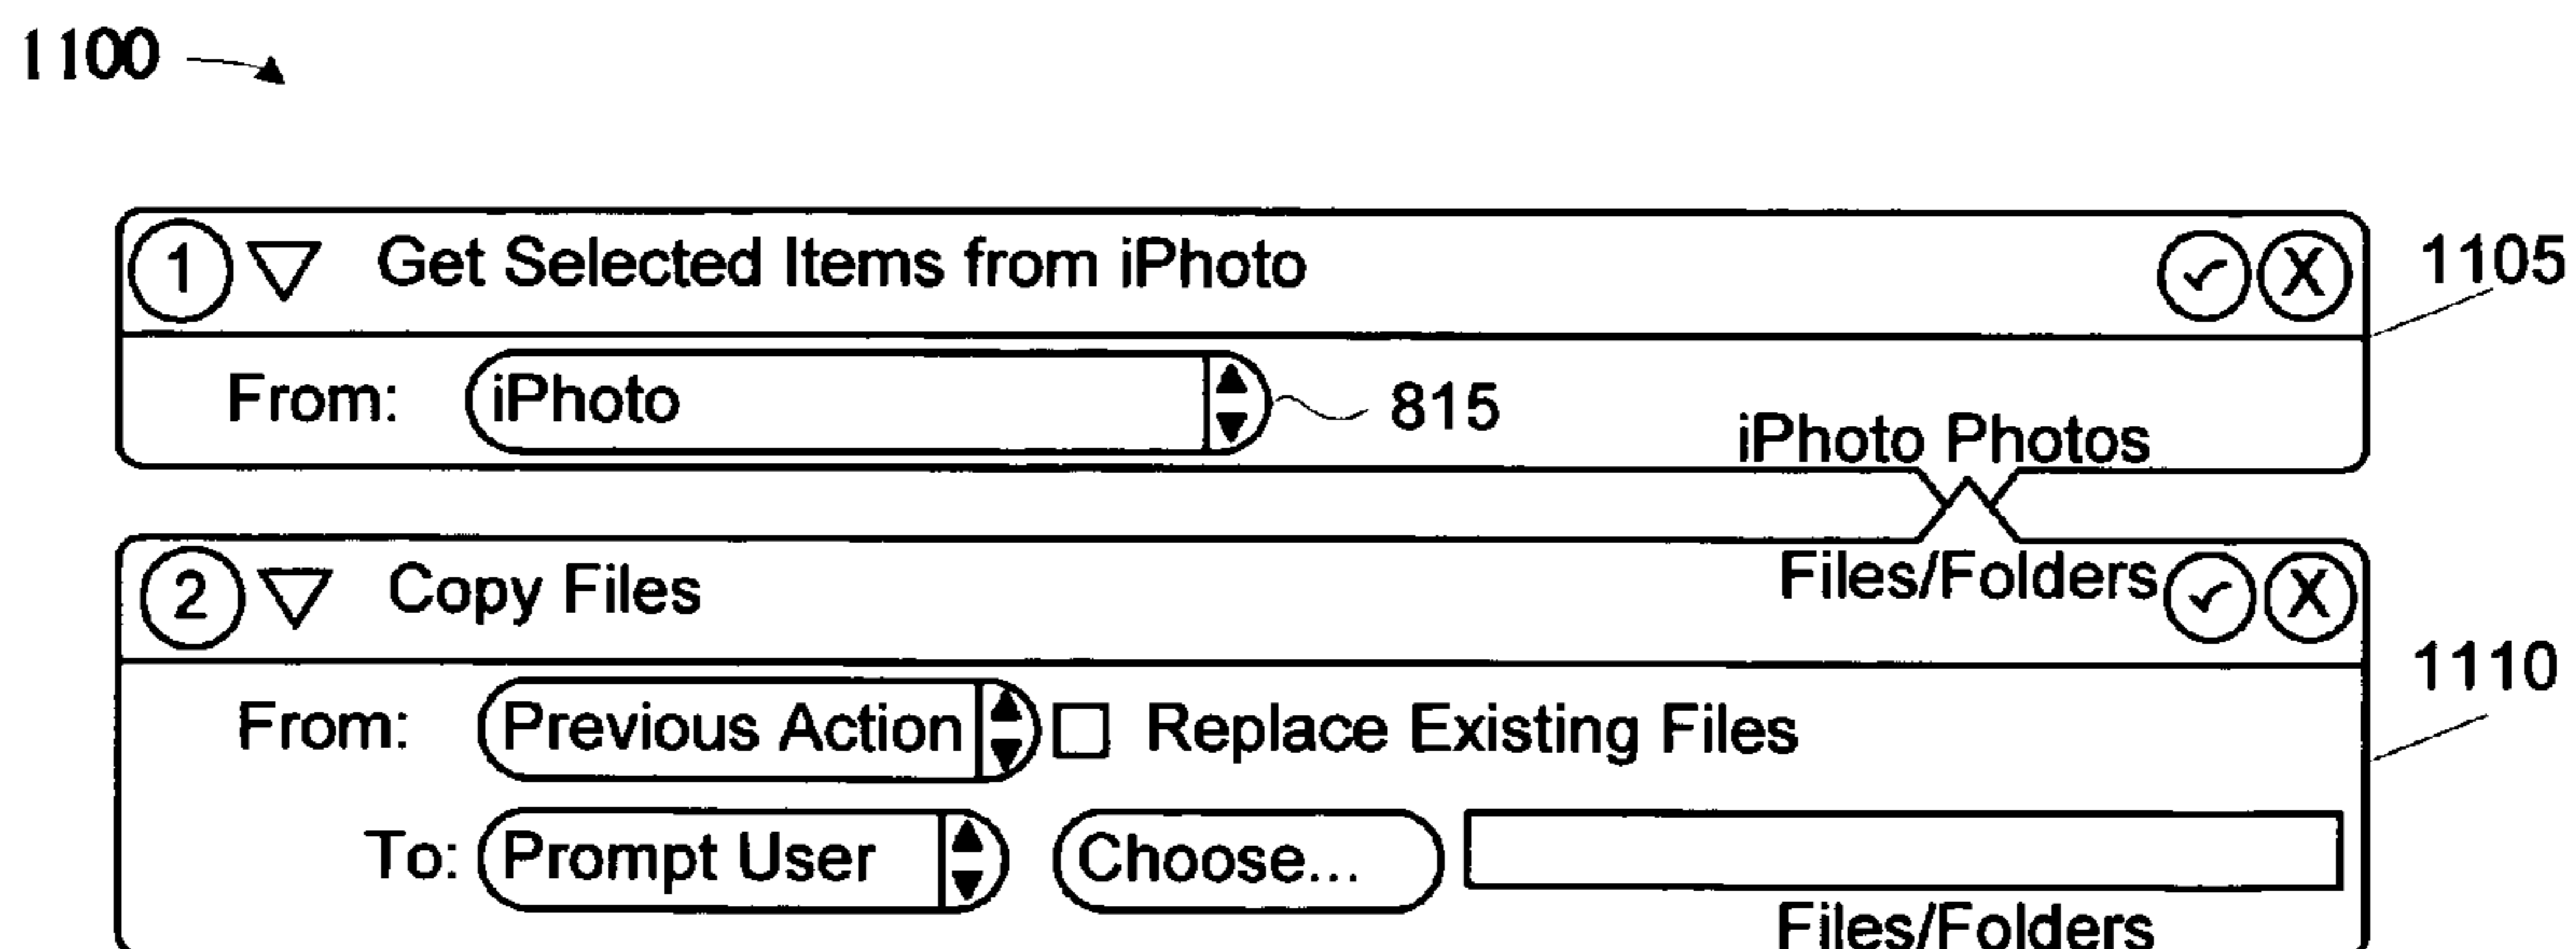 1100
1 Get Selected Items from iPhoto ✓ X 1105
From: iPhoto 815
iPhoto Photos
2 Copy Files Files/Folders ✓ X
1110
From: Previous Action Replace Existing Files
To: Prompt User Choose...
Files/Folders